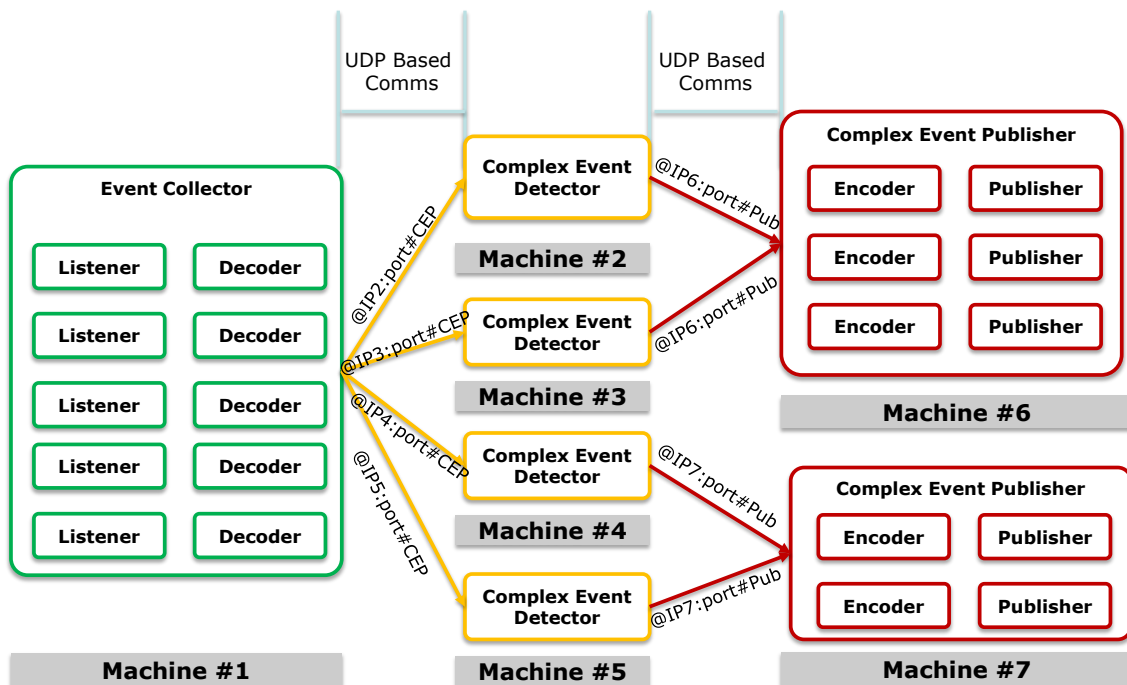 UDP Based
Comms
UDP Based
Comms
Event Collector
Listener
Decoder
Listener
Decoder
Listener
Decoder
Listener
Decoder
Listener
Decoder
Machine #1
@IP2:port#CEP
@IP3:port#CEP
@IP4:port#CEP
@IP5:port#CEP
Complex Event
Detector
Machine #2
Complex Event
Detector
Machine #3
Complex Event
Detector
Machine #4
Complex Event
Detector
Machine #5
@IP6:port#Pub
@IP6:port#Pub
@IP7:port#Pub
@IP7:port#Pub
Complex Event Publisher
Encoder
Publisher
Encoder
Publisher
Encoder
Publisher
Machine #6
Complex Event Publisher
Encoder
Publisher
Encoder
Publisher
Machine #7